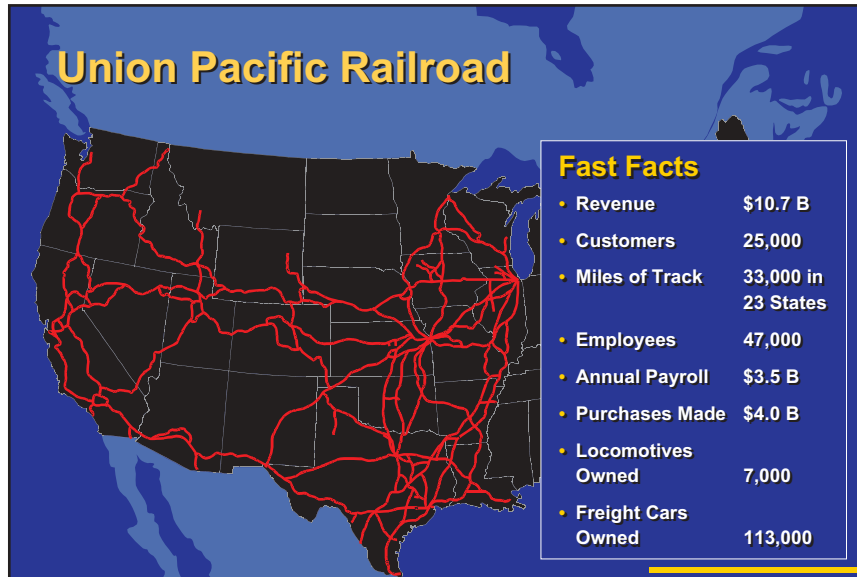 Union Pacific Railroad
Fast Facts
• Revenue $10.7 B
• Customers 25,000
• Miles of Track 33,000 in
23 States
• Employees 47,000
• Annual Payroll $3.5 B
• Purchases Made $4.0 B
• Locomotives
Owned 7,000
• Freight Cars
Owned 113,000